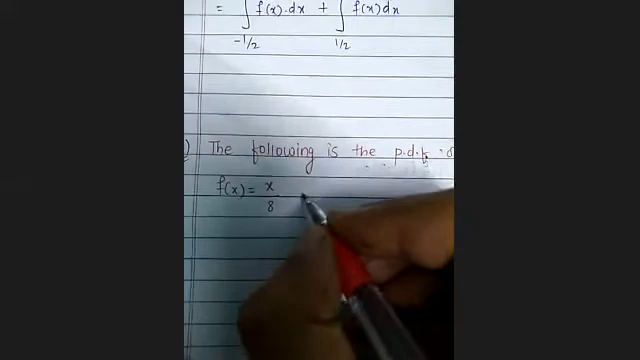 = ∫ f(x).dx + ∫ f(x)dx
-1/2 1/2
) The following is the p.d.f. o
f(x) = x
8